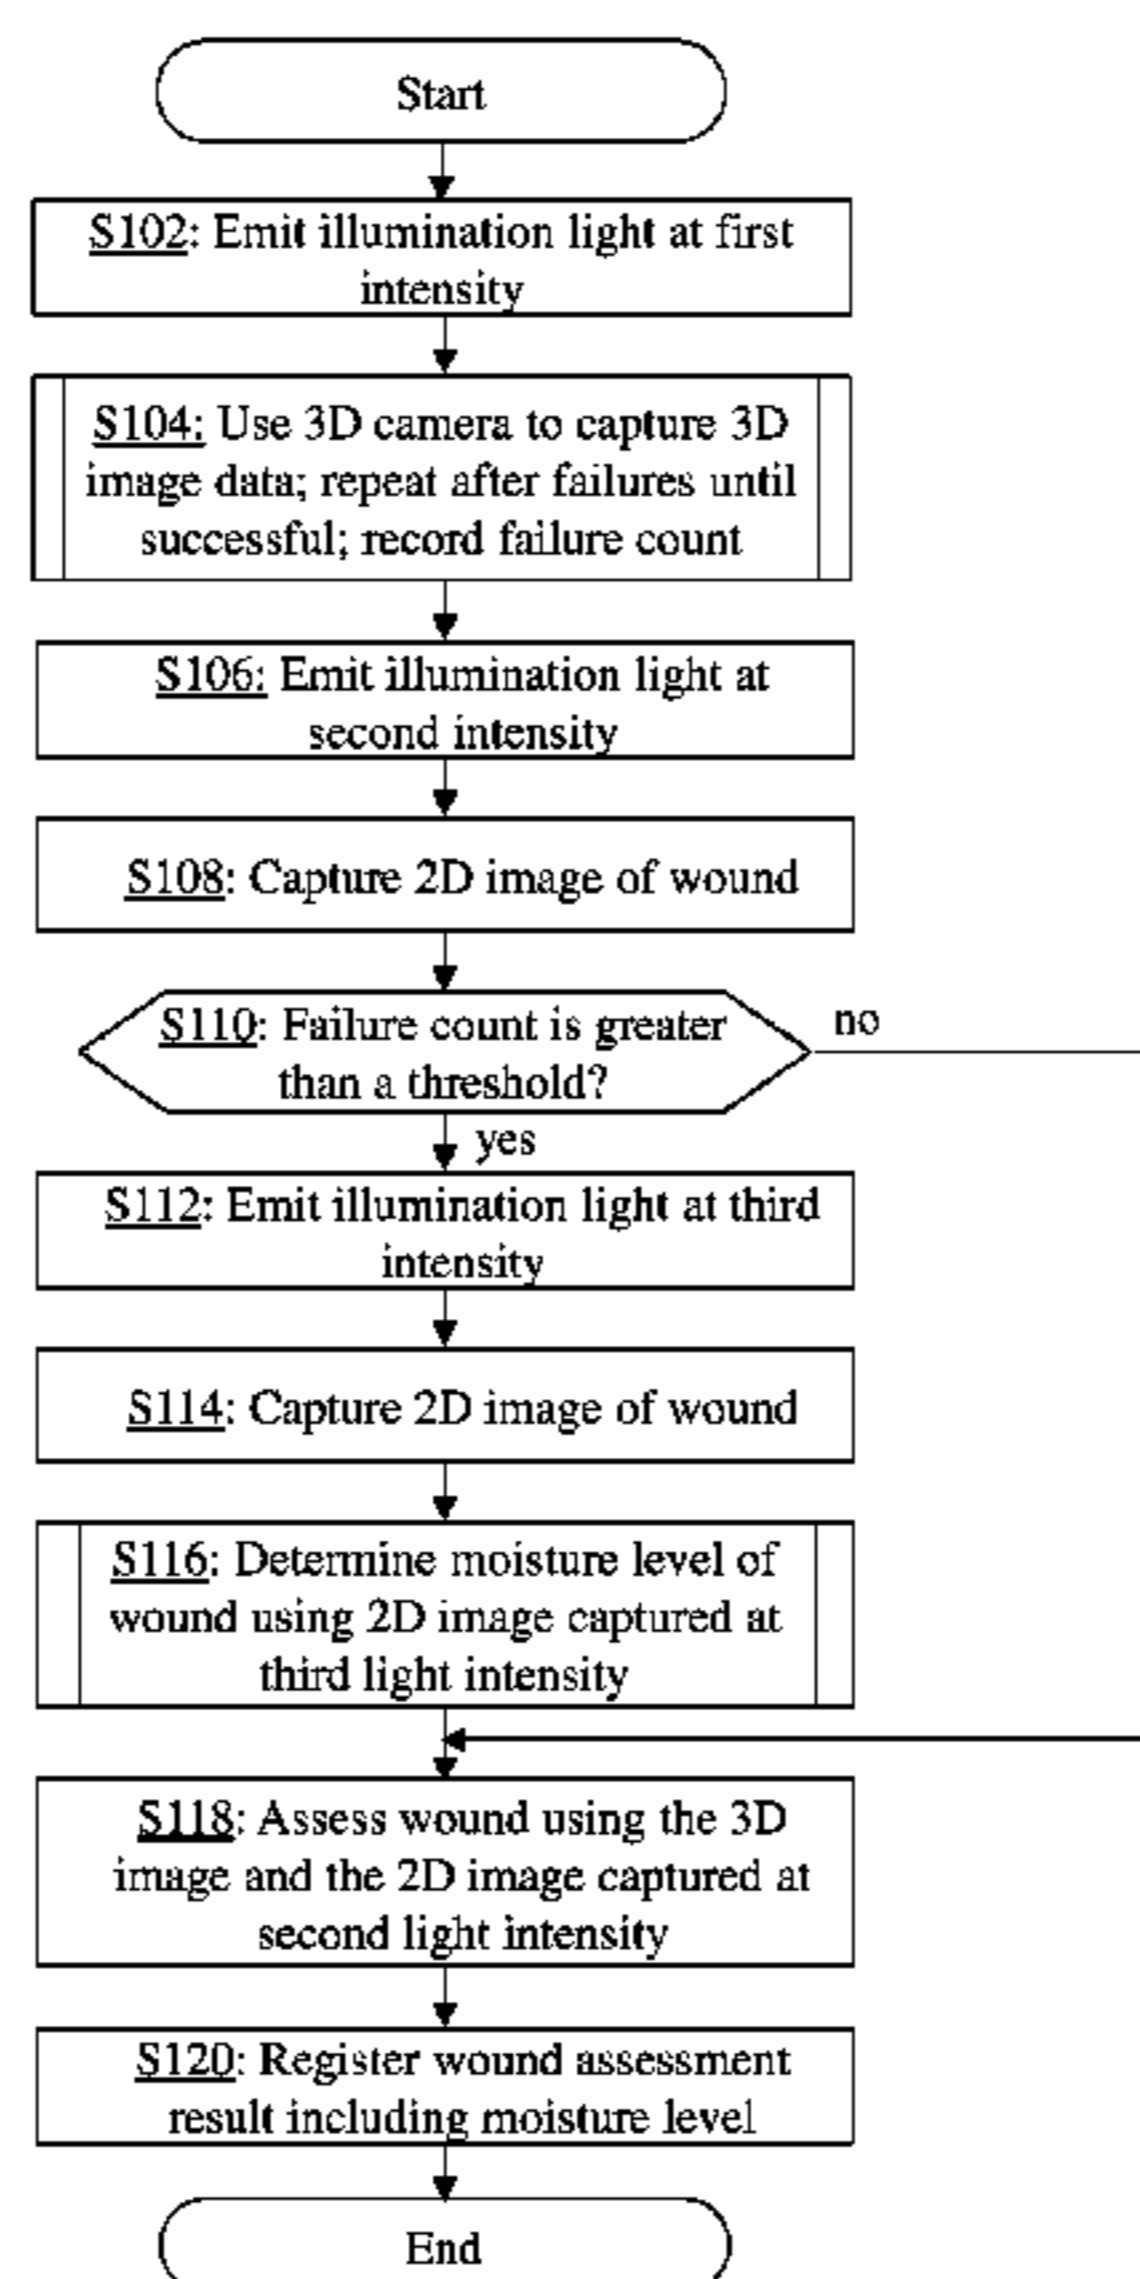 Start
S102: Emit illumination light at first
intensity
S104: Use 3D camera to capture 3D
image data; repeat after failures until
successful; record failure count
S106: Emit illumination light at
second intensity
S108: Capture 2D image of wound
S110: Failure count is greater
than a threshold?
no
yes
S112: Emit illumination light at third
intensity
S114: Capture 2D image of wound
S116: Determine moisture level of
wound using 2D image captured at
third light intensity
S118: Assess wound using the 3D
image and the 2D image captured at
second light intensity
S120: Register wound assessment
result including moisture level
End